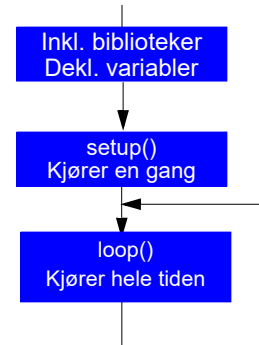 Inkl. biblioteker
Dekl. variabler
setup()
Kjører en gang
loop()
Kjører hele tiden